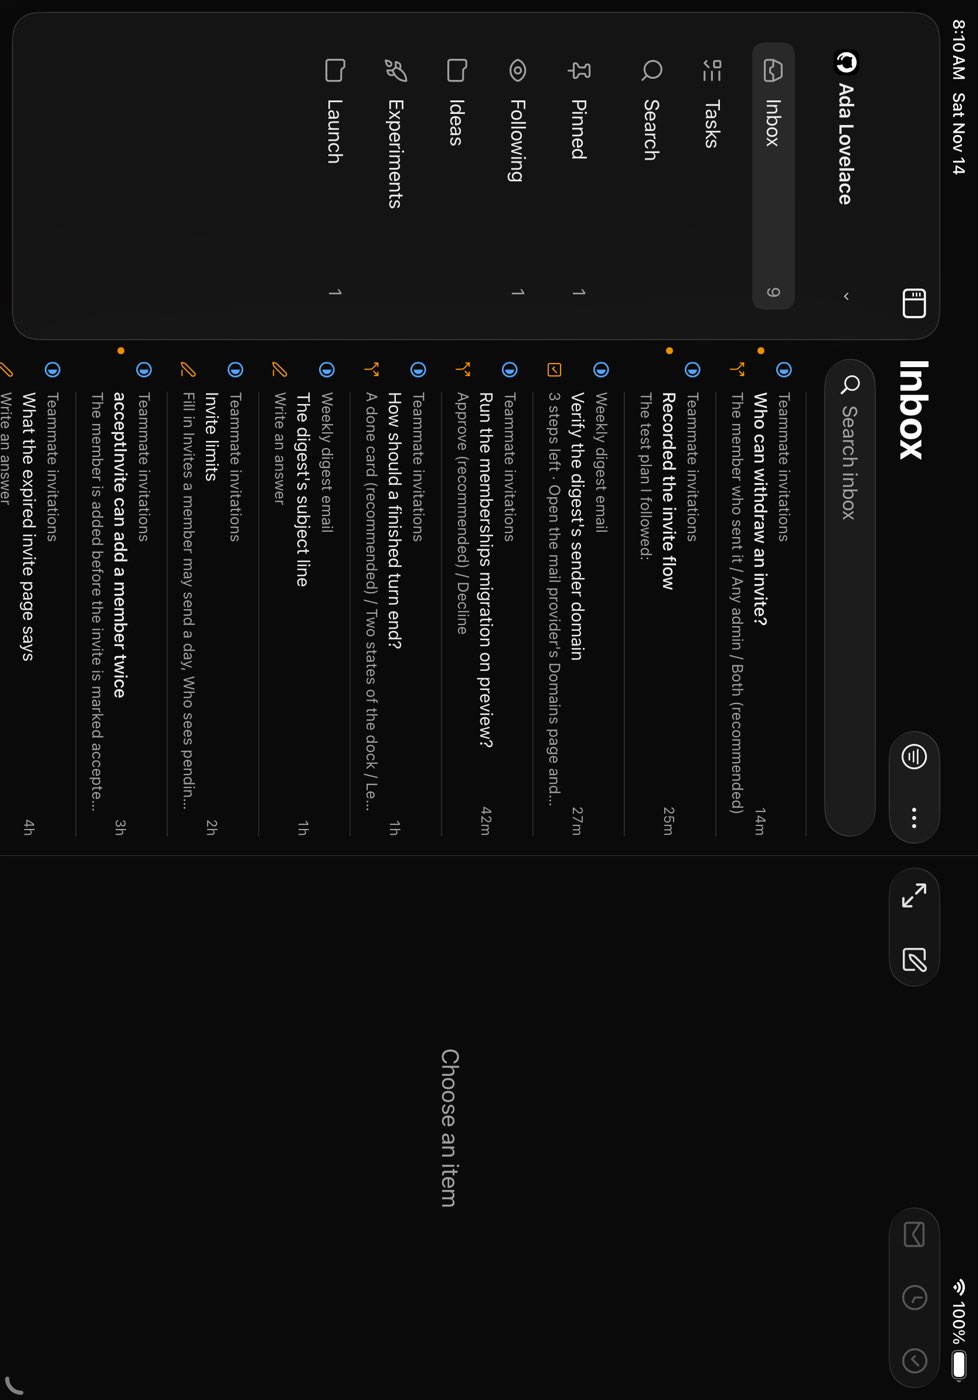 8:10 AM Sat Nov 14
100%
Ada Lovelace
Inbox 9
Tasks
Search
Pinned 1
Following 1
Ideas
Experiments
Launch 1
Inbox
Search inbox
Teammate invitations
Who can withdraw an invite? 14m
The member who sent it / Any admin / Both (recommended)
Teammate invitations
Recorded the invite flow 25m
The test plan I followed:
Weekly digest email
Verify the digest's sender domain 27m
3 steps left · Open the mail provider's Domains page and...
Teammate invitations
Run the memberships migration on preview? 42m
Approve (recommended) / Decline
Teammate invitations
How should a finished turn end? 1h
A done card (recommended) / Two states of the dock / Le...
Weekly digest email
The digest's subject line 1h
Write an answer
Teammate invitations
Invite limits 2h
Fill in Invites a member may send a day, Who sees pendin...
Teammate invitations
acceptInvite can add a member twice 3h
The member is added before the invite is marked accepte...
Teammate invitations
What the expired invite page says 4h
Write an answer
Choose an item